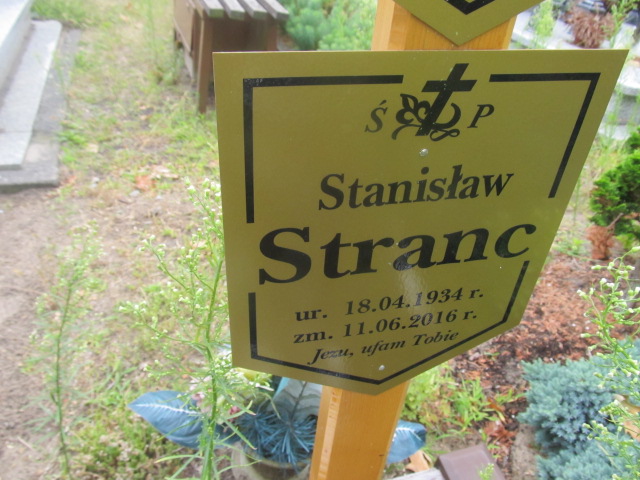 Ś P
Stanisław
Stranc
ur. 18.04.1934 r.
zm. 11.06.2016 r.
Jezu, ufam Tobie